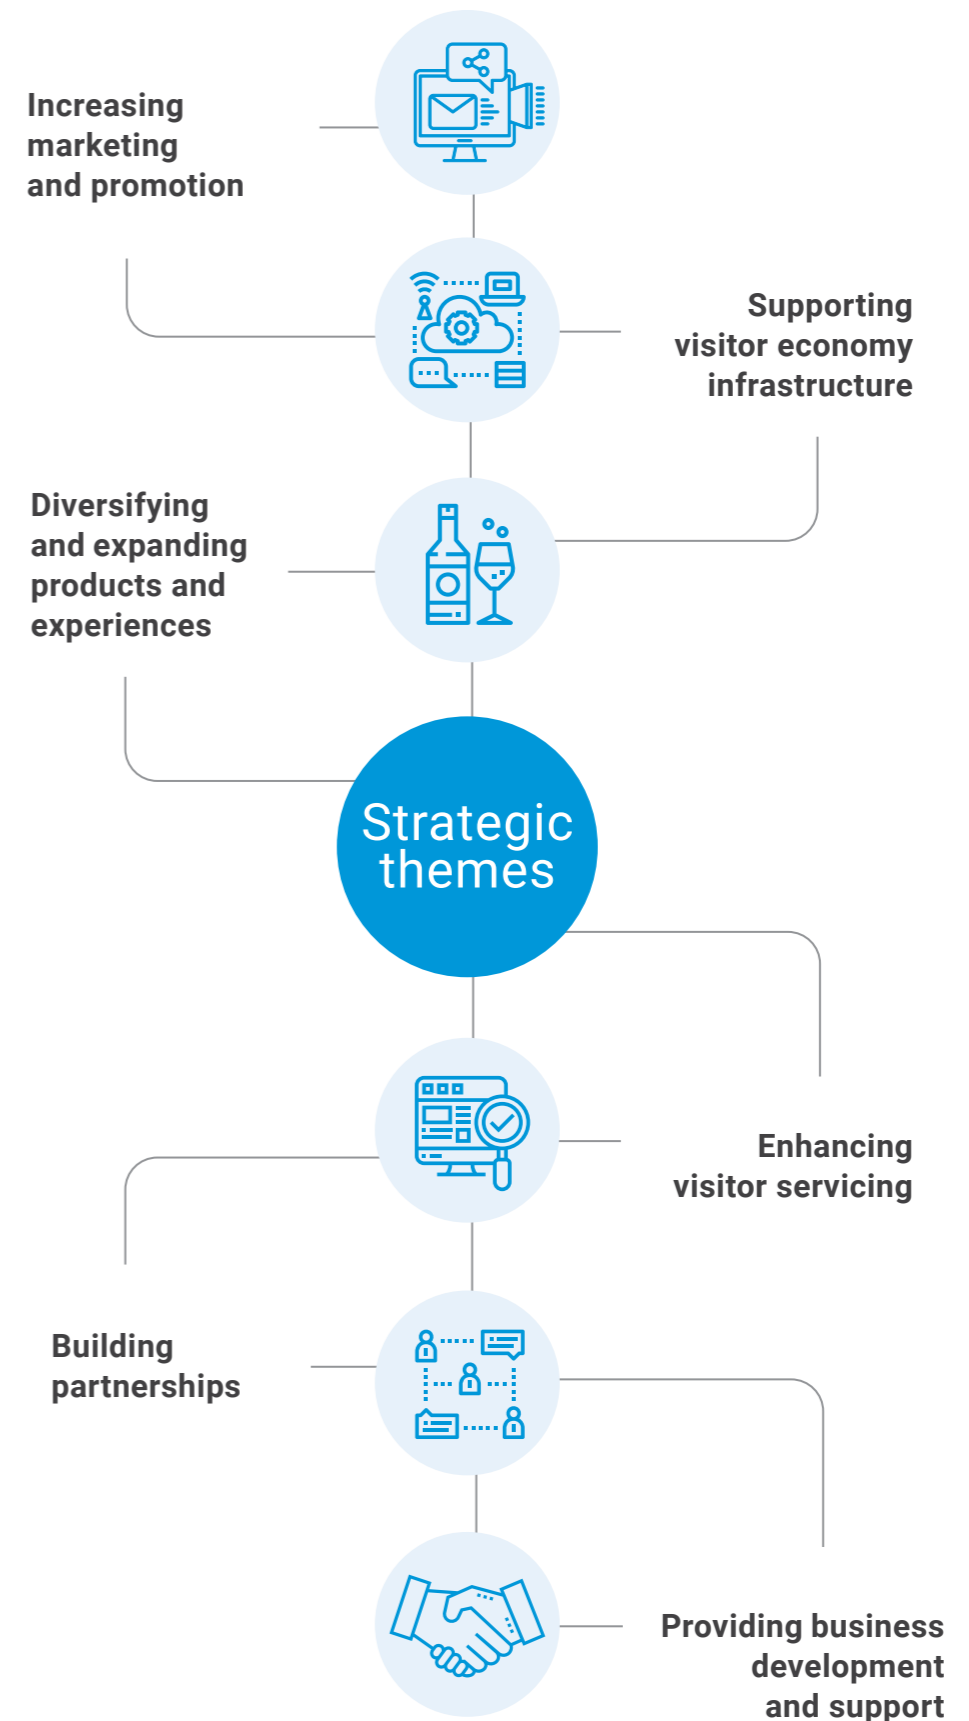 Increasing
marketing
and promotion
Supporting
visitor economy
infrastructure
Diversifying
and expanding
products and
experiences
Strategic
themes
Enhancing
visitor servicing
Building
partnerships
Providing business
development
and support